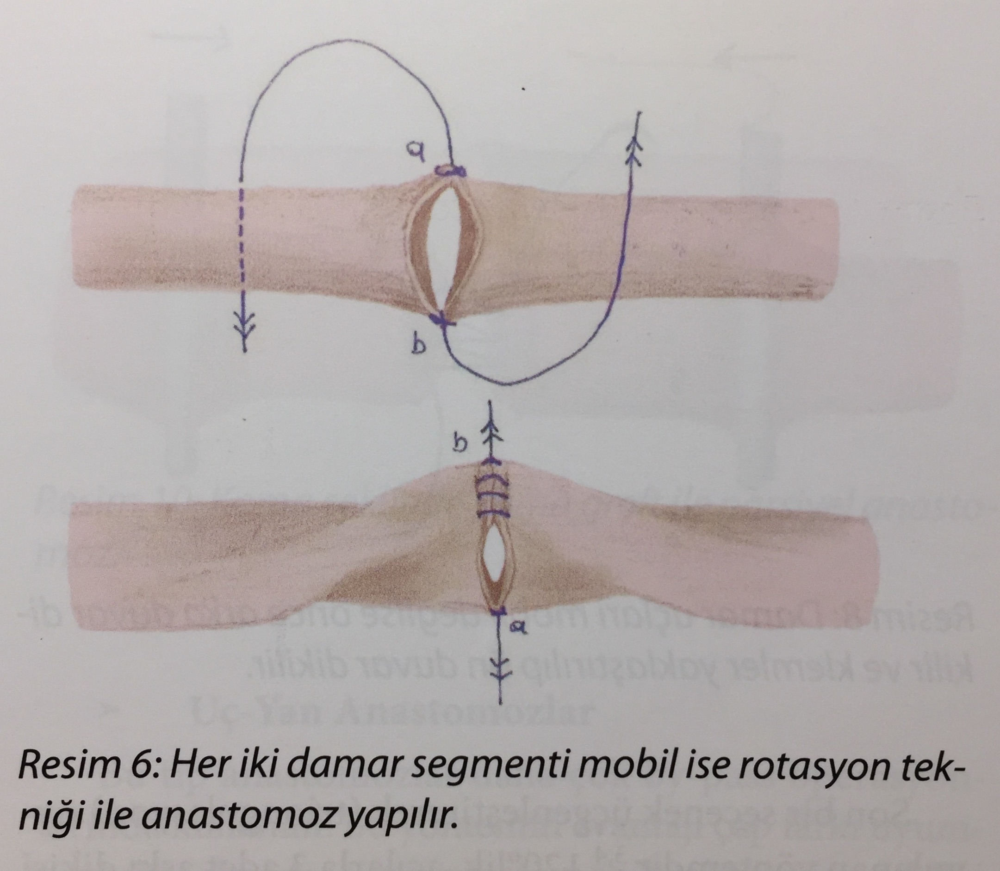 a
b
b
a
Resim 6: Her iki damar segmenti mobil ise rotasyon tek-
niği ile anastomoz yapılır.